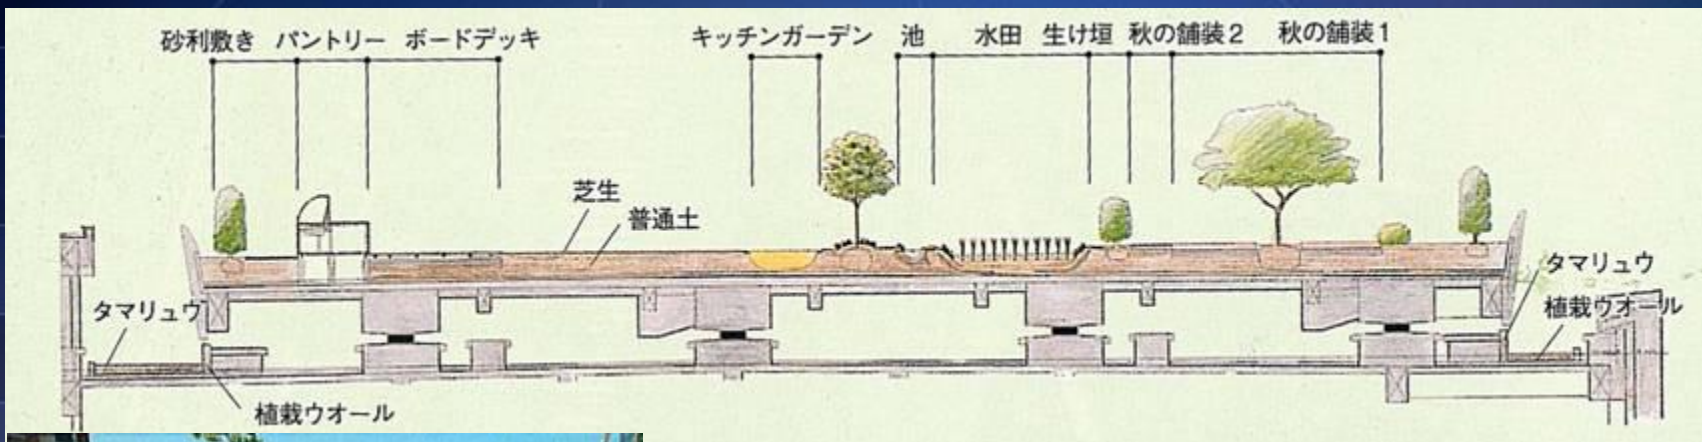 砂利敷き パントリー ボードデッキ キッチンガーデン 池 水田 生け垣 秋の舗装2 秋の舗装1
芝生
普通土
タマリュウ
タマリュウ
植栽ウオール
植栽ウオール